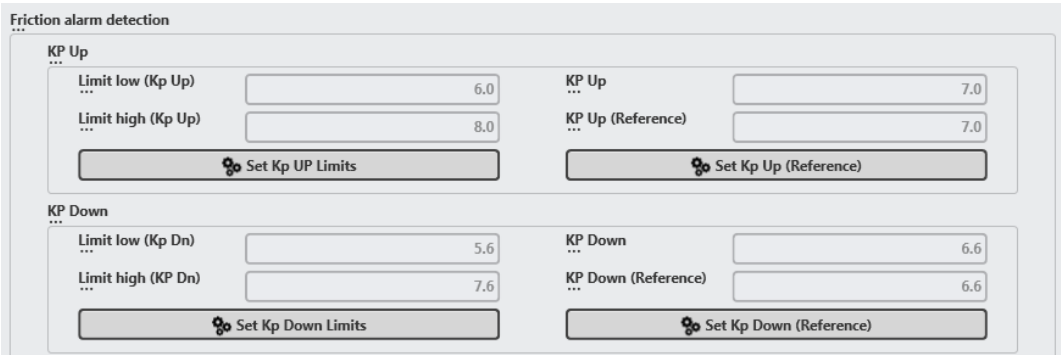 Friction alarm detection
KP Up
Limit low (Kp Up) 6.0 KP Up 7.0
Limit high (Kp Up) 8.0 KP Up (Reference) 7.0
Set Kp UP Limits Set Kp Up (Reference)
KP Down
Limit low (Kp Dn) 5.6 KP Down 6.6
Limit high (KP Dn) 7.6 KP Down (Reference) 6.6
Set Kp Down Limits Set Kp Down (Reference)